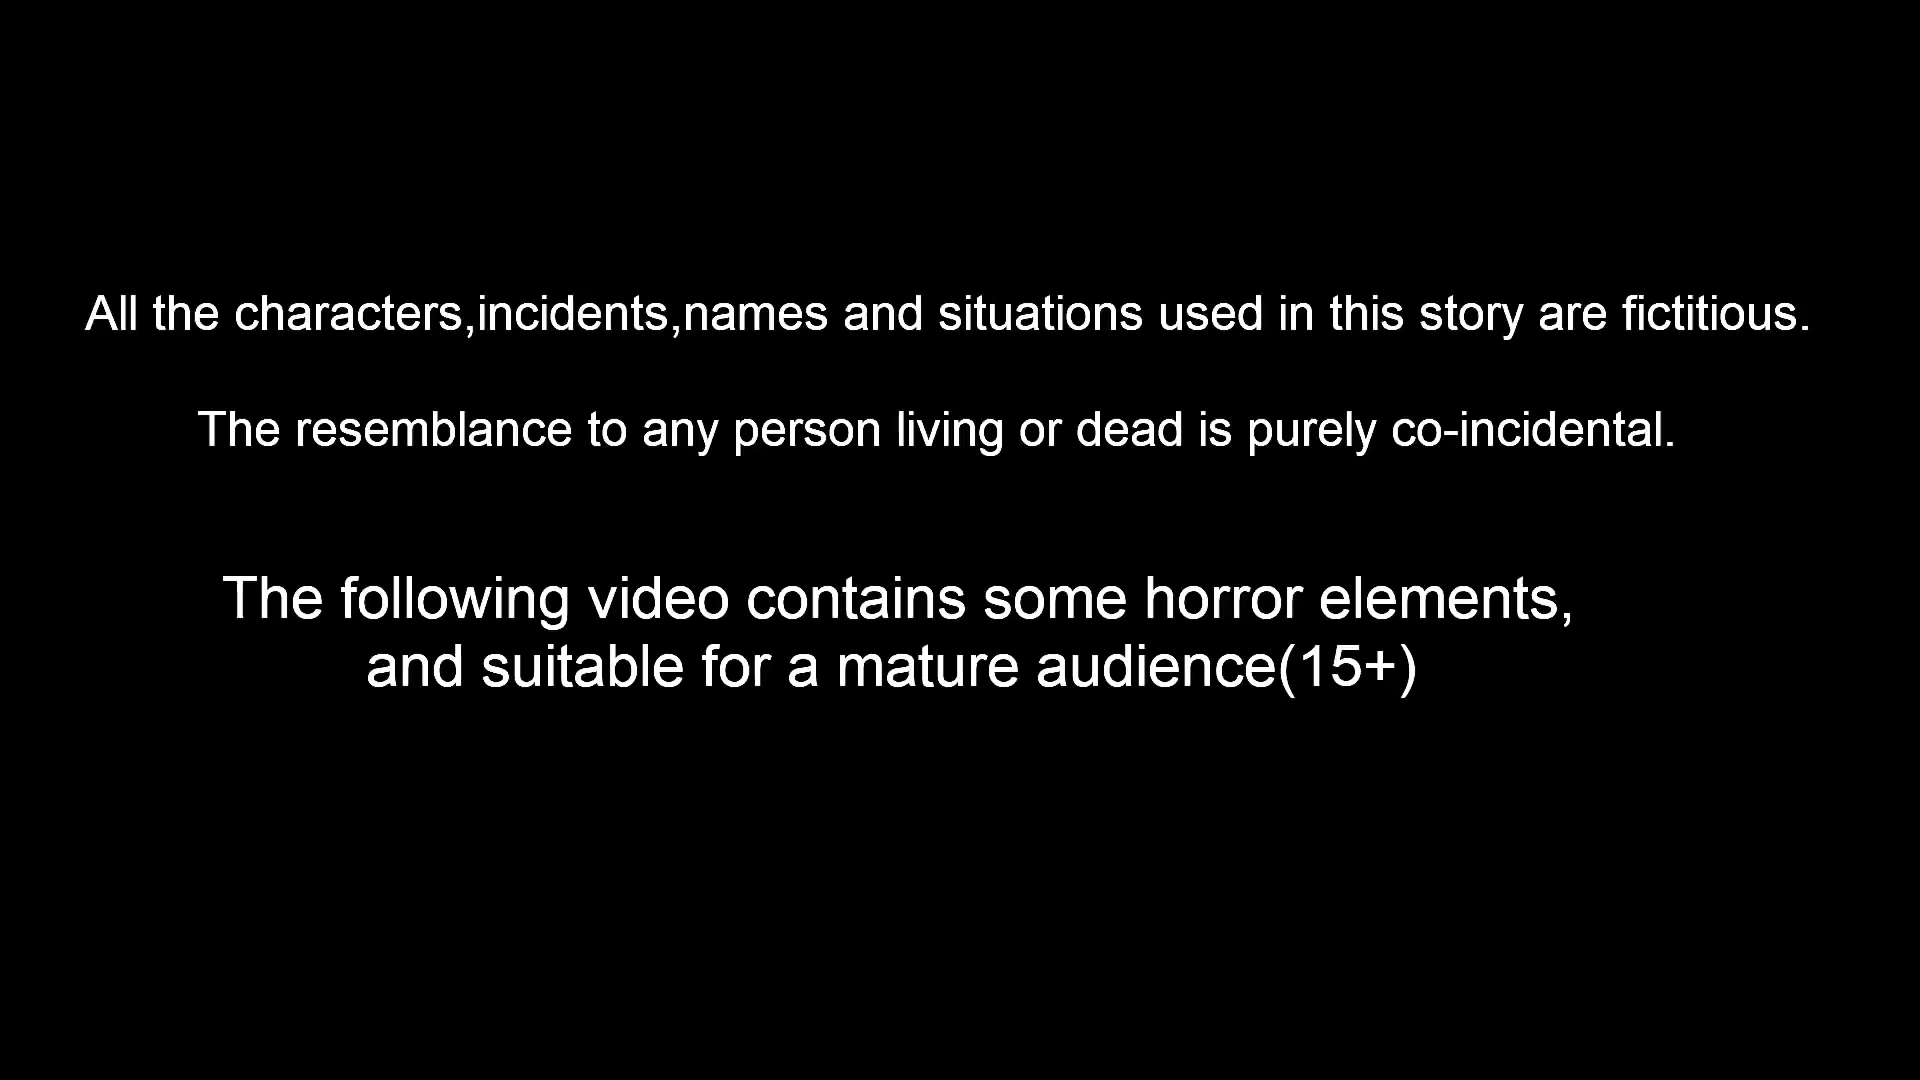 All the characters,incidents,names and situations used in this story are fictitious.
The resemblance to any person living or dead is purely co-incidental.
The following video contains some horror elements,
and suitable for a mature audience(15+)